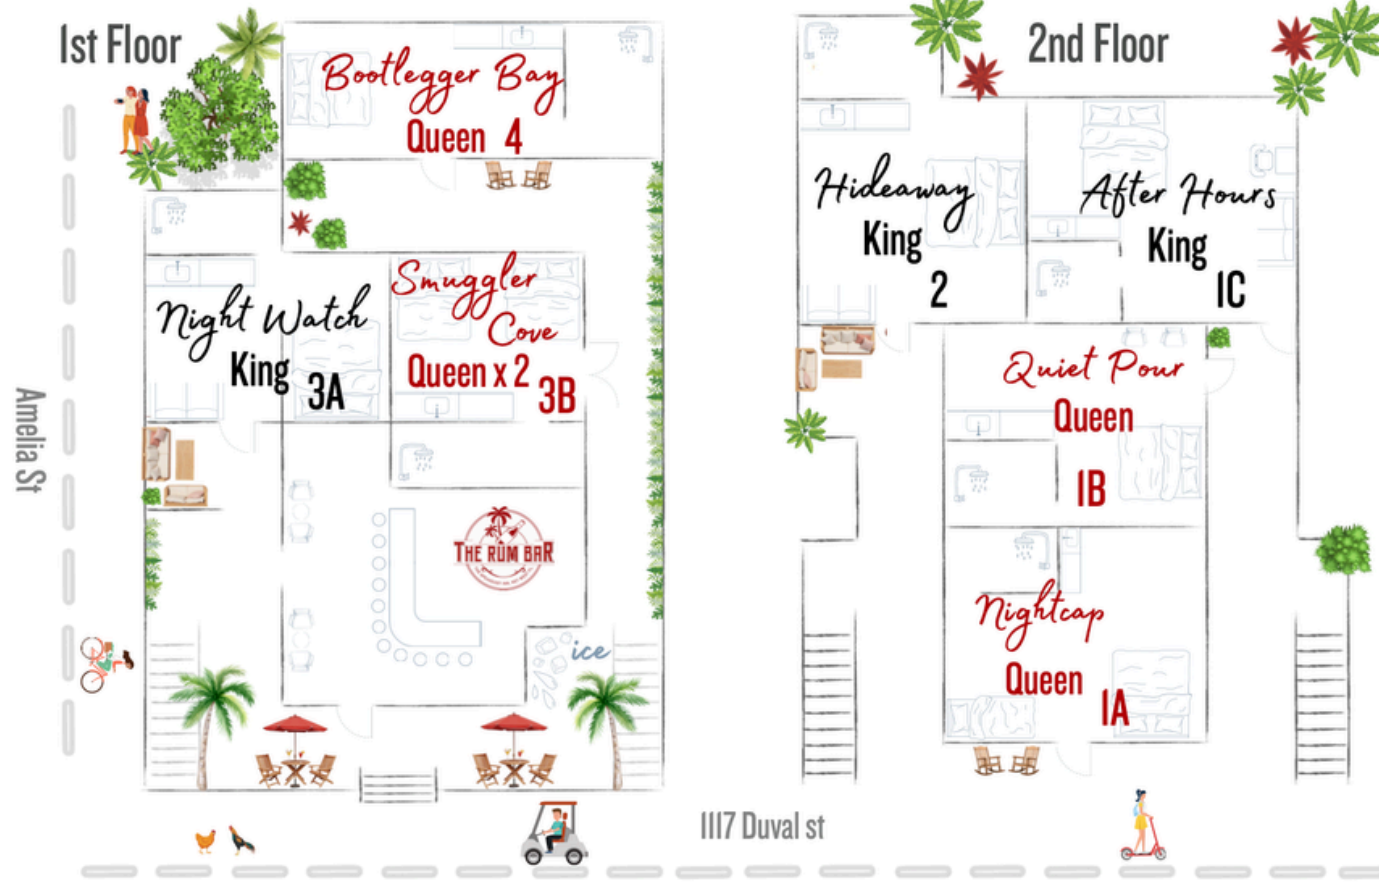 1st Floor
Bootlegger Bay
Queen 4
Night Watch
King 3A
Smuggler
Cove
Queen x 2 3B
Amelia St
THE RUM BAR
ice
2nd Floor
Hideaway
King
2
After Hours
King
1C
Quiet Pour
Queen
1B
Nightcap
Queen
1A
1117 Duval st